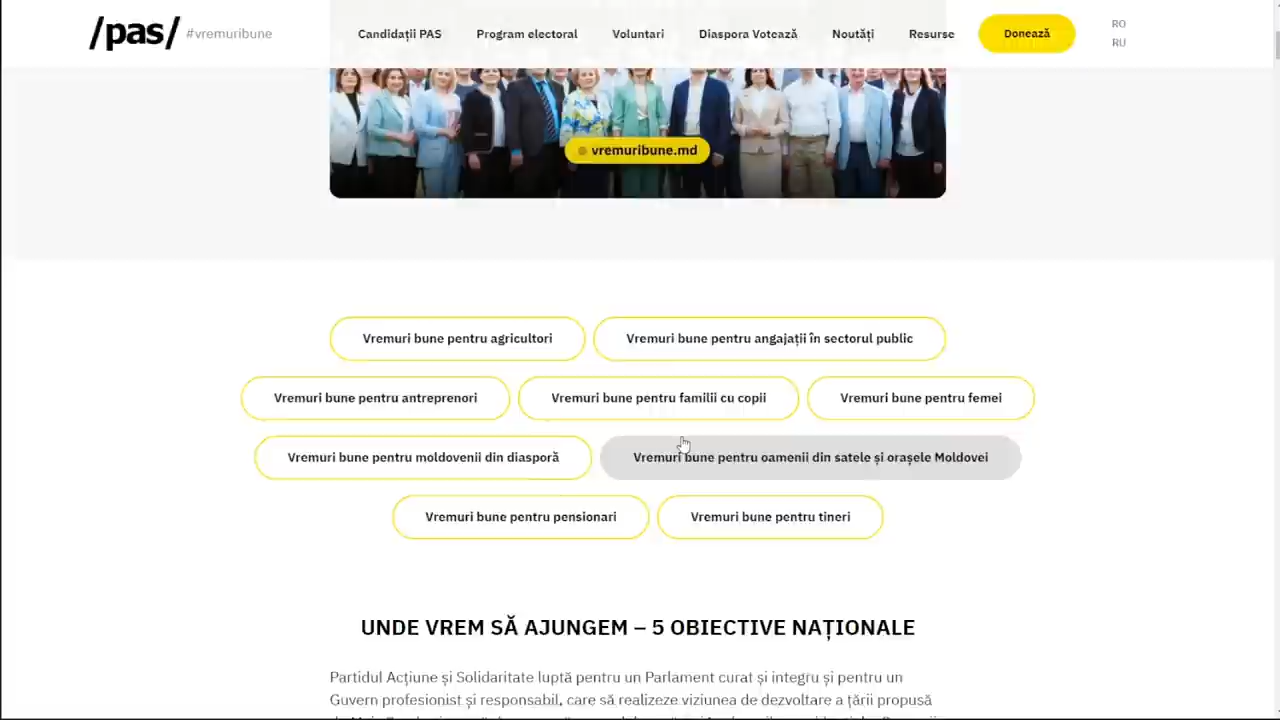 /pas/ #vremuribune
Candidații PAS Program electoral Voluntari Diaspora Votează Noutăți Resurse Donează RO
RU
vremuribune.md
Vremuri bune pentru agricultori Vremuri bune pentru angajații în sectorul public
Vremuri bune pentru antreprenori Vremuri bune pentru familii cu copii Vremuri bune pentru femei
Vremuri bune pentru moldovenii din diasporă Vremuri bune pentru oamenii din satele și orașele Moldovei
Vremuri bune pentru pensionari Vremuri bune pentru tineri
UNDE VREM SĂ AJUNGEM – 5 OBIECTIVE NAȚIONALE
Partidul Acțiune și Solidaritate luptă pentru un Parlament curat și integru și pentru un
Guvern profesionist și responsabil, care să realizeze viziunea de dezvoltare a țării propusă